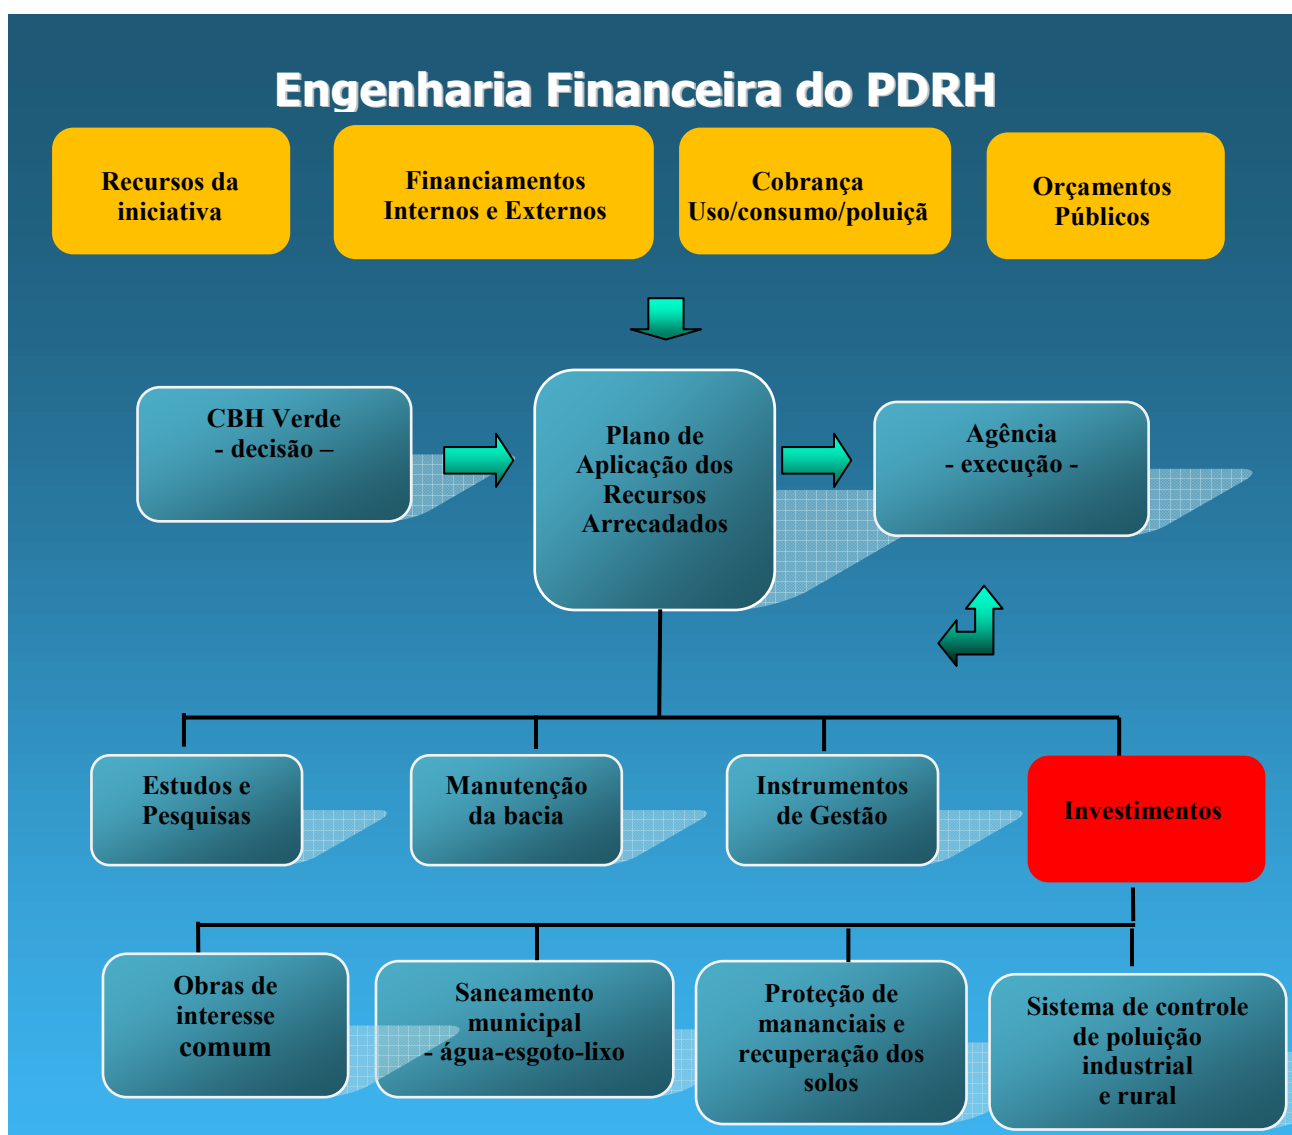 Engenharia Financeira do PDRH
Recursos da
iniciativa
Financiamentos
Internos e Externos
Cobrança
Uso/consumo/poluiçã
Orçamentos
Públicos
CBH Verde
- decisão –
Plano de
Aplicação dos
Recursos
Arrecadados
Agência
- execução -
Estudos e
Pesquisas
Manutenção
da bacia
Instrumentos
de Gestão
Investimentos
Obras de
interesse
comum
Saneamento
municipal
- água-esgoto-lixo
Proteção de
mananciais e
recuperação dos
solos
Sistema de controle
de poluição
industrial
e rural